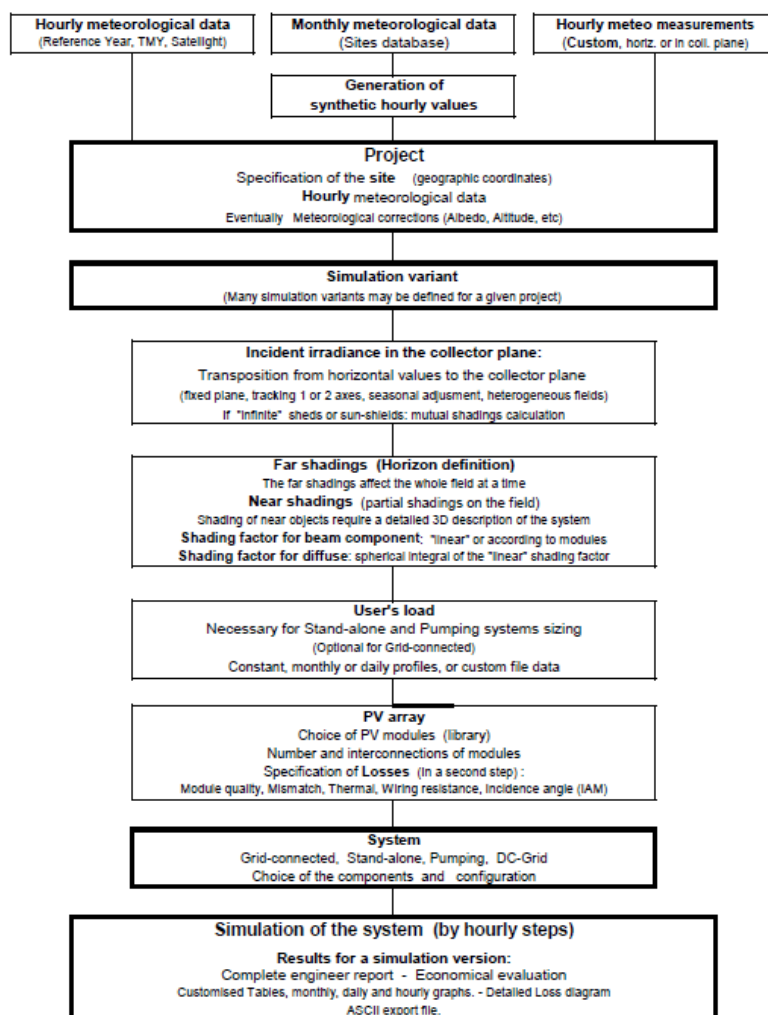 Hourly meteorological data
(Reference Year, TMY, Satellight)
Monthly meteorological data
(Sites database)
Hourly meteo measurements
(Custom, horiz. or in coll. plane)
Generation of
synthetic hourly values
Project
Specification of the site (geographic coordinates)
Hourly meteorological data
Eventually Meteorological corrections (Albedo, Altitude, etc)
Simulation variant
(Many simulation variants may be defined for a given project)
Incident irradiance in the collector plane:
Transposition from horizontal values to the collector plane
(fixed plane, tracking 1 or 2 axes, seasonal adjusment, heterogeneous fields)
If "infinite" sheds or sun-shields: mutual shadings calculation
Far shadings (Horizon definition)
The far shadings affect the whole field at a time
Near shadings (partial shadings on the field)
Shading of near objects require a detailed 3D description of the system
Shading factor for beam component: "linear" or according to modules
Shading factor for diffuse: spherical integral of the "linear" shading factor
User's load
Necessary for Stand-alone and Pumping systems sizing
(Optional for Grid-connected)
Constant, monthly or daily profiles, or custom file data
PV array
Choice of PV modules (library)
Number and interconnections of modules
Specification of Losses (in a second step) :
Module quality, Mismatch, Thermal, Wiring resistance, Incidence angle (IAM)
System
Grid-connected, Stand-alone, Pumping, DC-Grid
Choice of the components and configuration
Simulation of the system (by hourly steps)
Results for a simulation version:
Complete engineer report - Economical evaluation
Customised Tables, monthly, daily and hourly graphs. - Detailed Loss diagram
ASCII export file.